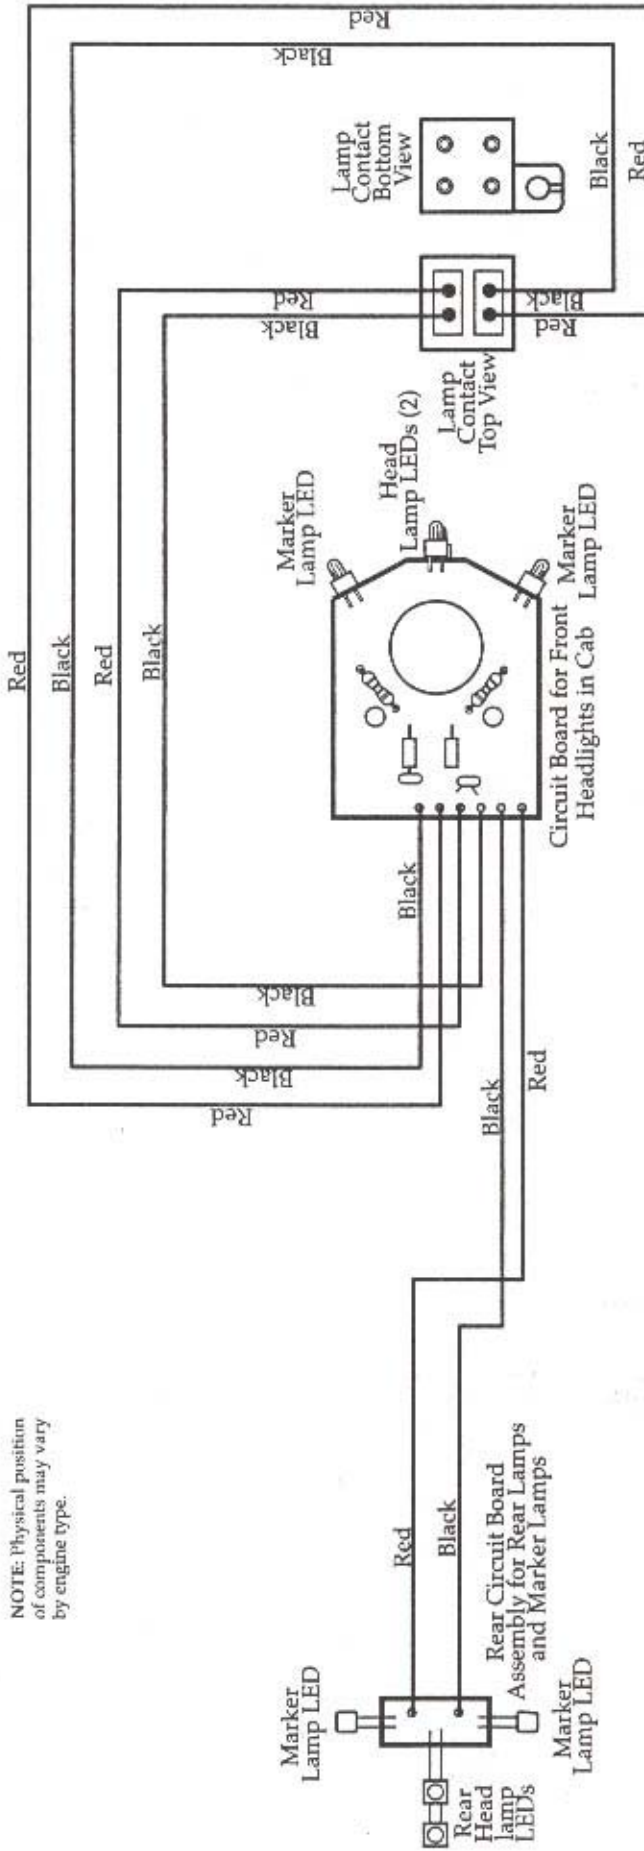 NOTE: Physical position
of components may vary
by engine type.
Red
Black
Red
Black
Red
Black
Red
Black
Black
Red
Black
Red
Black
Red
Lamp
Contact
Bottom
View
Lamp
Contact
Top View
Marker
Lamp LED
Head
Lamp LEDs (2)
Marker
Lamp LED
Circuit Board for Front
Headlights in Cab
Black
Black
Red
Black
Red
Black
Red
Red
Black
Rear Circuit Board
Assembly for Rear Lamps
and Marker Lamps
Marker
Lamp LED
Marker
Lamp LED
Rear
Head
lamp
LEDs